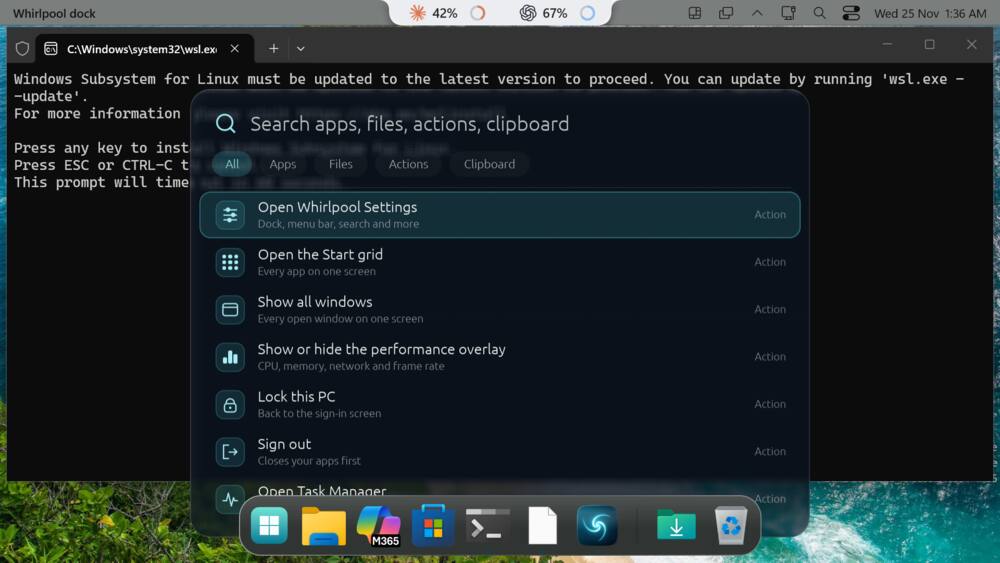 Whirlpool dock
42%
67%
Wed 25 Nov 1:36 AM
C:\Windows\system32\wsl.exe
Windows Subsystem for Linux must be updated to the latest version to proceed. You can update by running 'wsl.exe -
-update'.
For more information
Press any key to inst
Press ESC or CTRL-C t
This prompt will time
Search apps, files, actions, clipboard
All Apps Files Actions Clipboard
Open Whirlpool Settings
Dock, menu bar, search and more
Action
Open the Start grid
Every app on one screen
Action
Show all windows
Every open window on one screen
Action
Show or hide the performance overlay
CPU, memory, network and frame rate
Action
Lock this PC
Back to the sign-in screen
Action
Sign out
Closes your apps first
Action
Open Task Manager
Action
M365